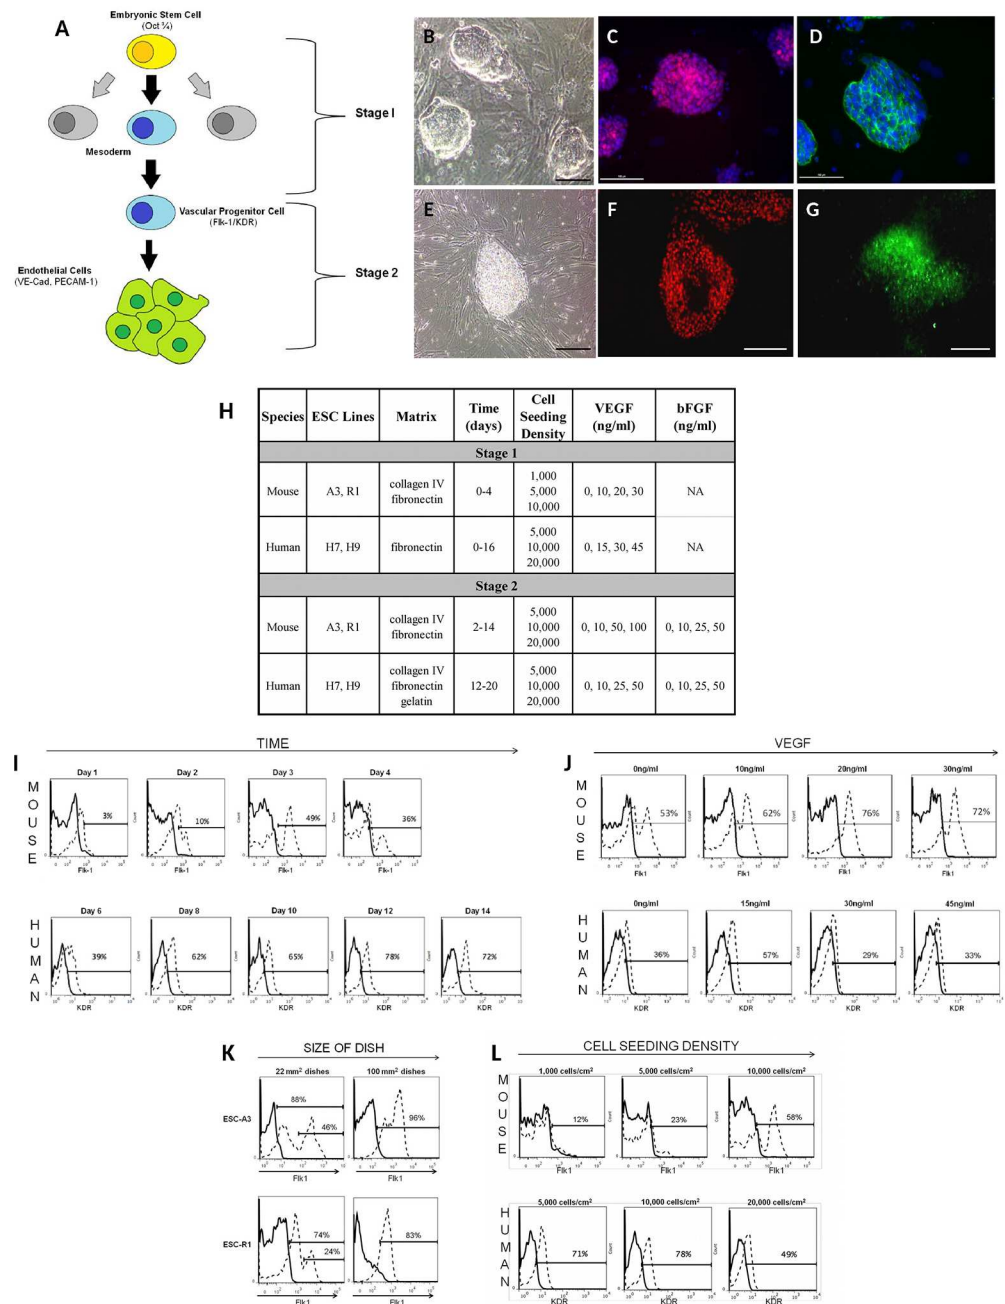 A
Embryonic Stem Cell
(Oct ¾)
Mesoderm
Stage I
Vascular Progenitor Cell
(Flk-1/KDR)
Endothelial Cells
(VE-Cad, PECAM-1)
Stage 2
B
C
D
E
F
G
H
Species ESC Lines Matrix Time (days) Cell Seeding Density VEGF (ng/ml) bFGF (ng/ml)
Stage 1
Mouse A3, R1 collagen IV fibronectin 0-4 1,000 5,000 10,000 0, 10, 20, 30 NA
Human H7, H9 fibronectin 0-16 5,000 10,000 20,000 0, 15, 30, 45 NA
Stage 2
Mouse A3, R1 collagen IV fibronectin 2-14 5,000 10,000 20,000 0, 10, 50, 100 0, 10, 25, 50
Human H7, H9 collagen IV fibronectin gelatin 12-20 5,000 10,000 20,000 0, 10, 25, 50 0, 10, 25, 50
I
TIME
MOUSE
Day 1 Day 2 Day 3 Day 4
3% 10% 49% 36%
Flk-1 Flk-1 Flk-1 Flk-1
HUMAN
Day 6 Day 8 Day 10 Day 12 Day 14
39% 62% 65% 78% 72%
KDR KDR KDR KDR KDR
J
VEGF
MOUSE
0ng/ml 10ng/ml 20ng/ml 30ng/ml
53% 62% 76% 72%
Flk1 Flk1 Flk1 Flk1
HUMAN
0ng/ml 15ng/ml 30ng/ml 45ng/ml
36% 57% 29% 33%
KDR KDR KDR KDR
K
SIZE OF DISH
22 mm² dishes 100 mm² dishes
ESC-A3
88% 46% 96%
Flk1 Flk1
ESC-R1
74% 24% 83%
Flk1 Flk1
L
CELL SEEDING DENSITY
MOUSE
1,000 cells/cm² 5,000 cells/cm² 10,000 cells/cm²
12% 23% 58%
Flk1 Flk1 Flk1
HUMAN
5,000 cells/cm² 10,000 cells/cm² 20,000 cells/cm²
71% 78% 49%
KDR KDR KDR